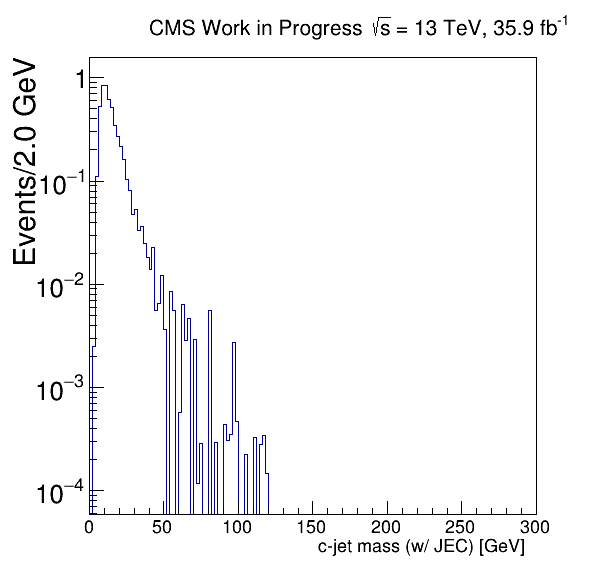 CMS Work in Progress √s = 13 TeV, 35.9 fb⁻¹
Events/2.0 GeV
1
10⁻¹
10⁻²
10⁻³
10⁻⁴
0 50 100 150 200 250 300
c-jet mass (w/ JEC) [GeV]